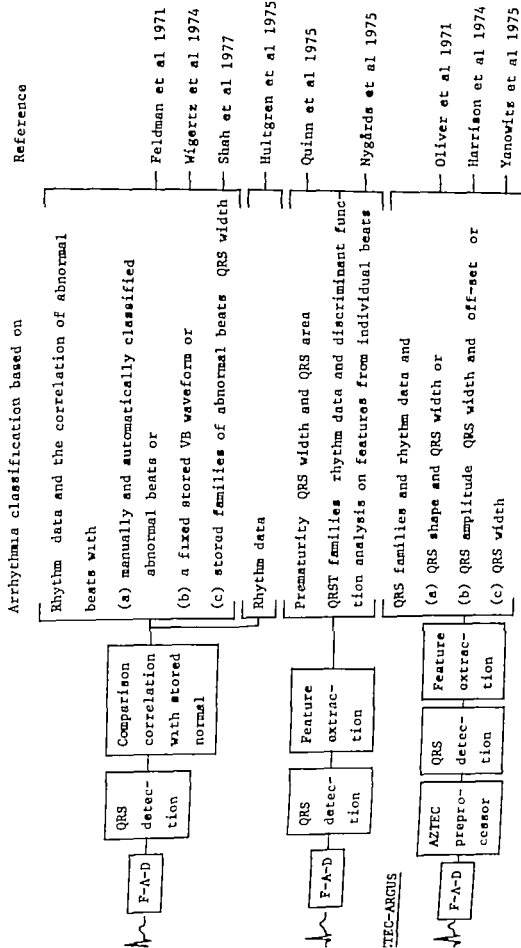 Arrhythmia classification based on
Reference
F-A-D
QRS
detec-
tion
Comparison
correlation
with stored
normal
Rhythm data and the correlation of abnormal
beats with
(a) manually and automatically classified
abnormal beats or
(b) a fixed stored VB waveform or
(c) stored families of abnormal beats QRS width
Feldman et al 1971
Wigertz et al 1974
Shah et al 1977
Rhythm data
Hultgren et al 1975
F-A-D
QRS
detec-
tion
Feature
extrac-
tion
Prematurity QRS width and QRS area
Quinn et al 1975
QRST families rhythm data and discriminant func-
tion analysis on features from individual beats
Nygårds et al 1975
TEC-ARGUS
F-A-D
AZTEC
prepro-
cessor
QRS
detec-
tion
Feature
extrac-
tion
QRS families and rhythm data and
(a) QRS shape and QRS width or
(b) QRS amplitude QRS width and off-set or
(c) QRS width
Oliver et al 1971
Harrison et al 1974
Yanowitz et al 1975